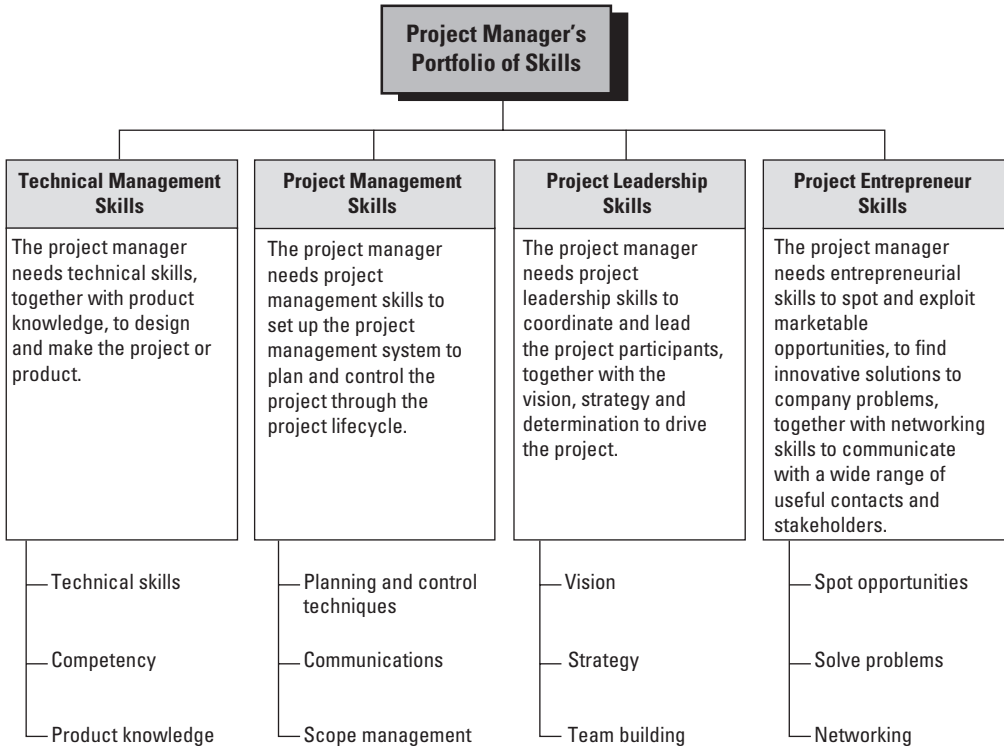 Project Manager's
Portfolio of Skills
Technical Management
Skills
The project manager
needs technical skills,
together with product
knowledge, to design
and make the project or
product.
Technical skills
Competency
Product knowledge
Project Management
Skills
The project manager
needs project
management skills to
set up the project
management system to
plan and control the
project through the
project lifecycle.
Planning and control
techniques
Communications
Scope management
Project Leadership
Skills
The project manager
needs project
leadership skills to
coordinate and lead
the project participants,
together with the
vision, strategy and
determination to drive
the project.
Vision
Strategy
Team building
Project Entrepreneur
Skills
The project manager
needs entrepreneurial
skills to spot and exploit
marketable
opportunities, to find
innovative solutions to
company problems,
together with networking
skills to communicate
with a wide range of
useful contacts and
stakeholders.
Spot opportunities
Solve problems
Networking